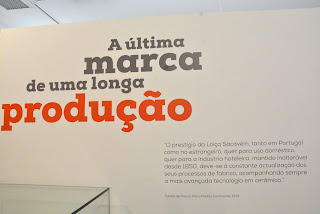 A última
marca
de uma longa
produção
"O prestígio da Loiça Sacavém, tanto em Portugal
como no estrangeiro, quer para uso doméstico,
quer para a indústria hoteleira, mantido inalterável
desde 1850, deve-se à constante actualização dos
seus processos de fabrico, acompanhando sempre
a mais avançada tecnologia em cerâmica."